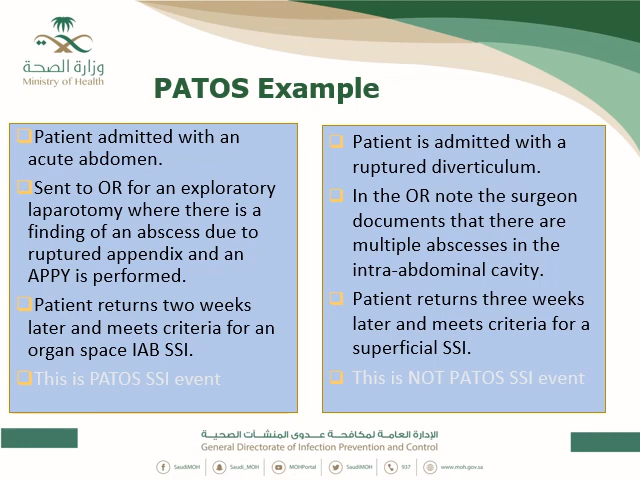 وزارة الصحة
Ministry of Health
PATOS Example
Patient admitted with an
acute abdomen.
Sent to OR for an exploratory
laparotomy where there is a
finding of an abscess due to
ruptured appendix and an
APPY is performed.
Patient returns two weeks
later and meets criteria for an
organ space IAB SSI.
This is PATOS SSI event
Patient is admitted with a
ruptured diverticulum.
In the OR note the surgeon
documents that there are
multiple abscesses in the
intra-abdominal cavity.
Patient returns three weeks
later and meets criteria for a
superficial SSI.
This is NOT PATOS SSI event
الإدارة العامة لمكافحة عدوى المنشآت الصحية
General Directorate of Infection Prevention and Control
SaudiMOH
Saudi_MOH
MOHPortal
SaudiMOH
937
www.moh.gov.sa